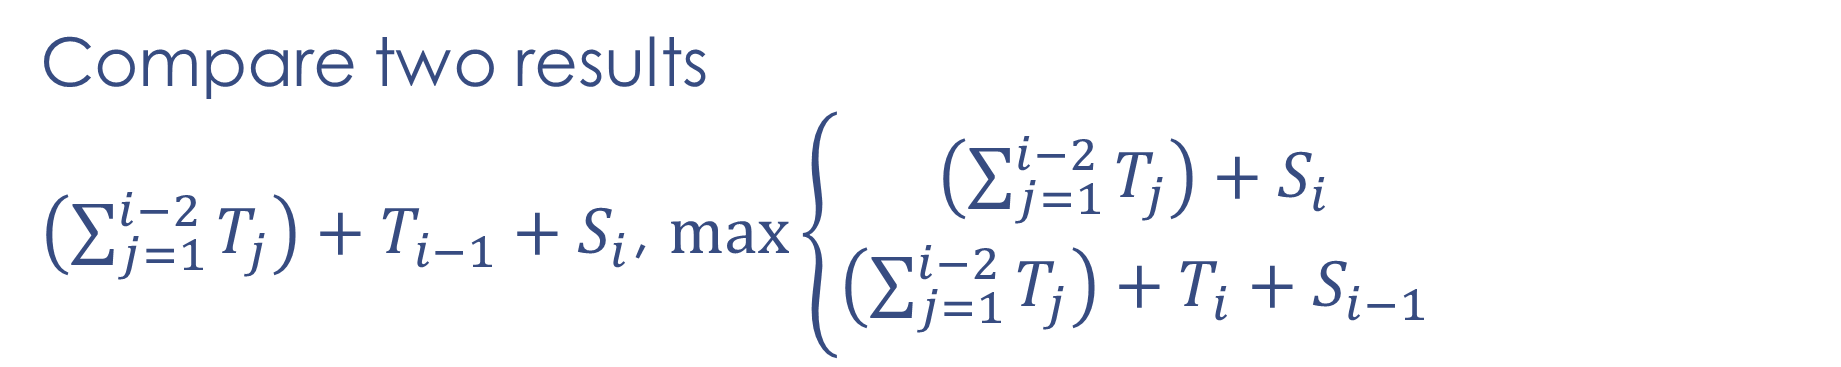 Compare two results
(∑_{j=1}^{i−2} T_j) + T_{i−1} + S_i, max { (∑_{j=1}^{i−2} T_j) + S_i
(∑_{j=1}^{i−2} T_j) + T_i + S_{i−1}